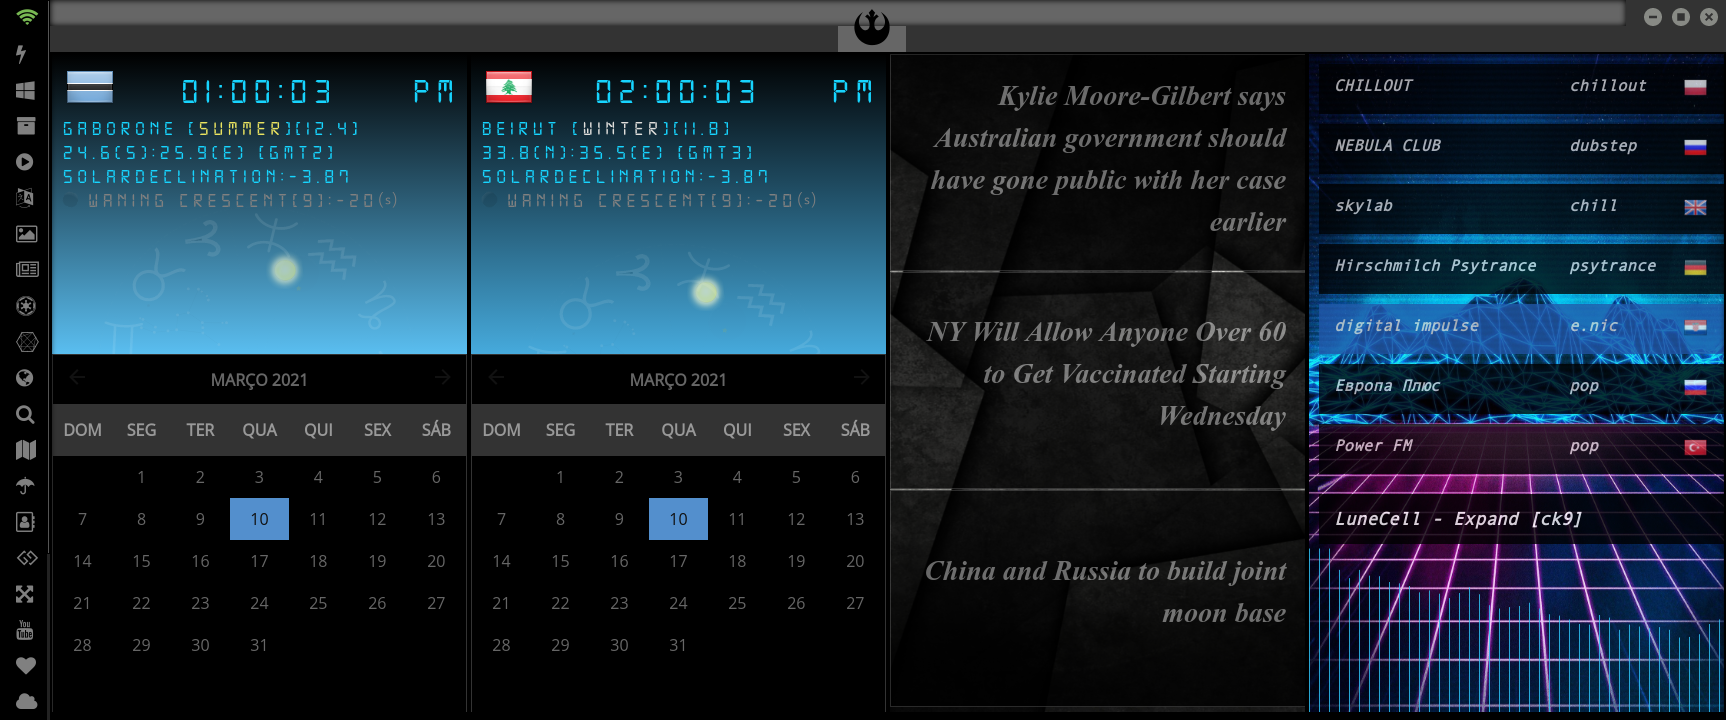 01:00:03 PM
GABORONE (SUMMER)(12.4)
24.6(S):25.9(E) (GMT2)
SOLARDECLINATION:-3.87
WANING CRESCENT(9):-20(s)
MARÇO 2021
DOM SEG TER QUA QUI SEX SÁB
1 2 3 4 5 6
7 8 9 10 11 12 13
14 15 16 17 18 19 20
21 22 23 24 25 26 27
28 29 30 31
02:00:03 PM
BEIRUT (WINTER)(11.8)
33.8(N):35.5(E) (GMT3)
SOLARDECLINATION:-3.87
WANING CRESCENT(9):-20(s)
MARÇO 2021
DOM SEG TER QUA QUI SEX SÁB
1 2 3 4 5 6
7 8 9 10 11 12 13
14 15 16 17 18 19 20
21 22 23 24 25 26 27
28 29 30 31
Kylie Moore-Gilbert says
Australian government should
have gone public with her case
earlier
NY Will Allow Anyone Over 60
to Get Vaccinated Starting
Wednesday
China and Russia to build joint
moon base
CHILLOUT chillout
NEBULA CLUB dubstep
skylab chill
Hirschmilch Psytrance psytrance
digital impulse e.nic
Европа Плюс pop
Power FM pop
LuneCell - Expand [ck9]
You
Tube